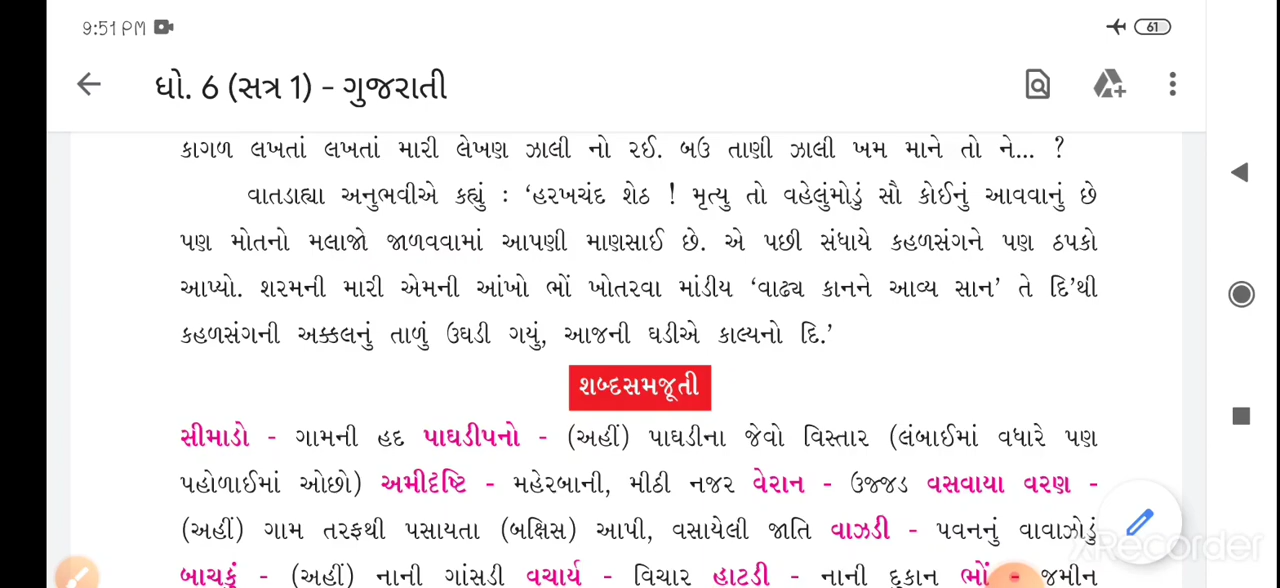 9:51 PM
61
ધો. 6 (સત્ર 1) - ગુજરાતી
કાગળ લખતાં લખતાં મારી લેખણ ઝાલી નો રઈ. બઉ તાણી ઝાલી ખમ માને તો ને... ?
વાતડાહ્યા અનુભવીએ કહ્યું : ‘હરખચંદ શેઠ ! મૃત્યુ તો વહેલુંમોડું સૌ કોઈનું આવવાનું છે
પણ મોતનો મલાજો જાળવવામાં આપણી માણસાઈ છે. એ પછી સંધાયે કહળસંગને પણ ઠપકો
આપ્યો. શરમની મારી એમની આંખો ભોં ખોતરવા માંડીય ‘વાઢ્ય કાનને આવ્ય સાન’ તે દિ’થી
કહળસંગની અક્કલનું તાળું ઉઘડી ગયું, આજની ઘડીએ કાલ્યનો દિ.’
શબ્દસમજૂતી
સીમાડો - ગામની હદ પાઘડીપનો - (અહીં) પાઘડીના જેવો વિસ્તાર (લંબાઈમાં વધારે પણ
પહોળાઈમાં ઓછો) અમીદૃષ્ટિ - મહેરબાની, મીઠી નજર વેરાન - ઉજ્જડ વસવાયા વરણ -
(અહીં) ગામ તરફથી પસાયતા (બક્ષિસ) આપી, વસાયેલી જાતિ વાઝડી - પવનનું વાવાઝોડું
XRecorder
બાચકું - (અહીં) નાની ગાંસડી વચાર્ય - વિચાર હાટડી - નાની દુકાન ભોં - જમીન